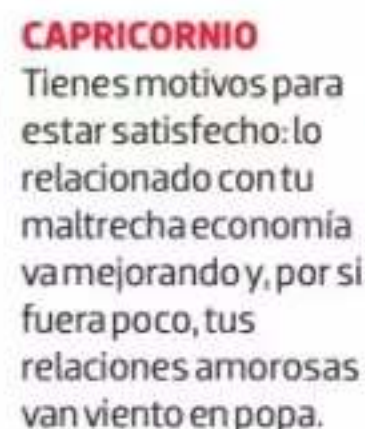 CAPRICORNIO
Tienes motivos para
estar satisfecho: lo
relacionado con tu
maltrecha economía
va mejorando y, por si
fuera poco, tus
relaciones amorosas
van viento en popa.